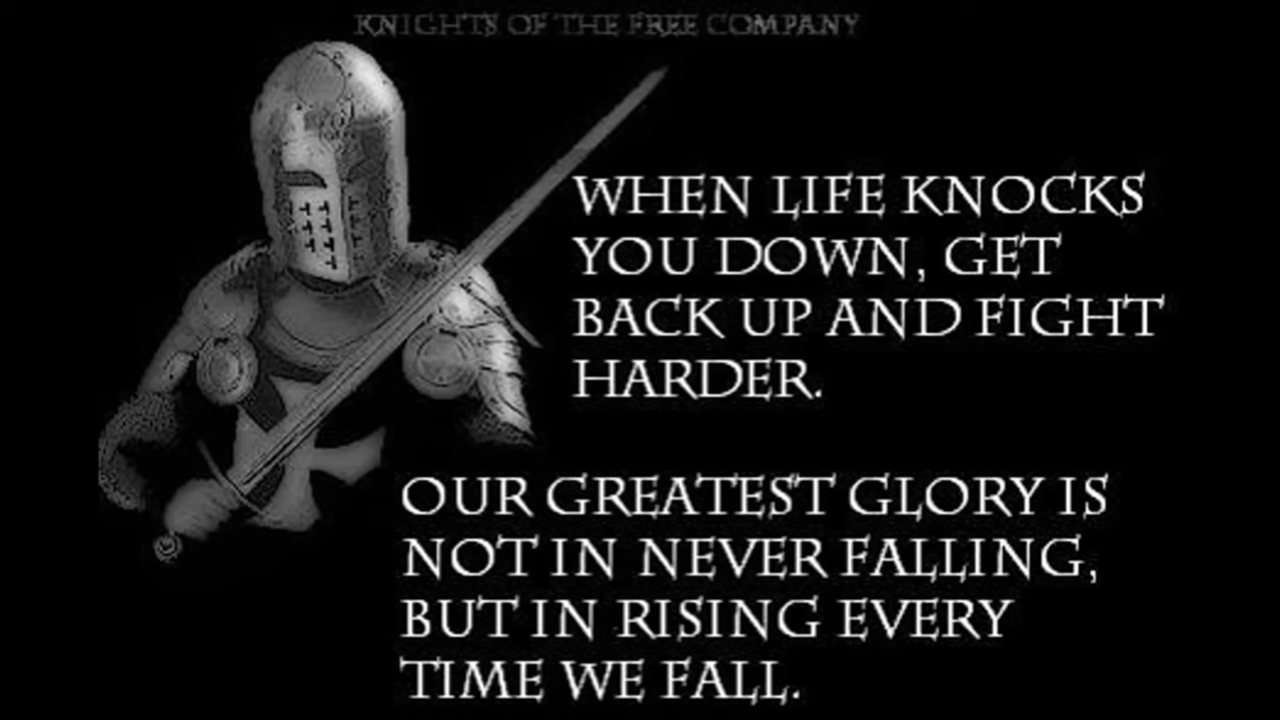 KNIGHTS OF THE FREE COMPANY
WHEN LIFE KNOCKS
YOU DOWN, GET
BACK UP AND FIGHT
HARDER.
OUR GREATEST GLORY IS
NOT IN NEVER FALLING,
BUT IN RISING EVERY
TIME WE FALL.